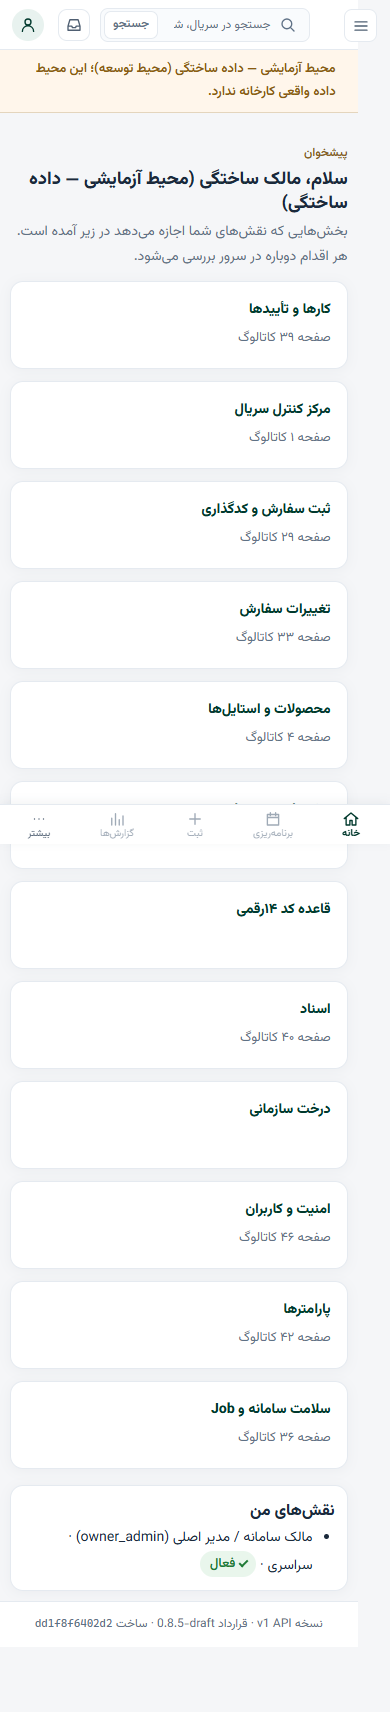 جستجو در سریال، ش
جستجو
محیط آزمایشی — داده ساختگی (محیط توسعه)؛ این محیط
داده واقعی کارخانه ندارد.
پیشخوان
سلام، مالک ساختگی (محیط آزمایشی — داده
ساختگی)
بخش‌هایی که نقش‌های شما اجازه می‌دهد در زیر آمده است.
هر اقدام دوباره در سرور بررسی می‌شود.
کارها و تأییدها
صفحه ۳۹ کاتالوگ
مرکز کنترل سریال
صفحه ۱ کاتالوگ
ثبت سفارش و کدگذاری
صفحه ۲۹ کاتالوگ
تغییرات سفارش
صفحه ۳۳ کاتالوگ
محصولات و استایل‌ها
صفحه ۴ کاتالوگ
خانه
برنامه‌ریزی
ثبت
گزارش‌ها
بیشتر
قاعده کد ۱۴رقمی
اسناد
صفحه ۴۰ کاتالوگ
درخت سازمانی
امنیت و کاربران
صفحه ۴۶ کاتالوگ
پارامترها
صفحه ۴۲ کاتالوگ
سلامت سامانه و Job
صفحه ۳۶ کاتالوگ
نقش‌های من
مالک سامانه / مدیر اصلی (owner_admin) ·
سراسری · فعال
نسخه API v1 · قرارداد 0.8.5-draft · ساخت dd1f8f6402d2